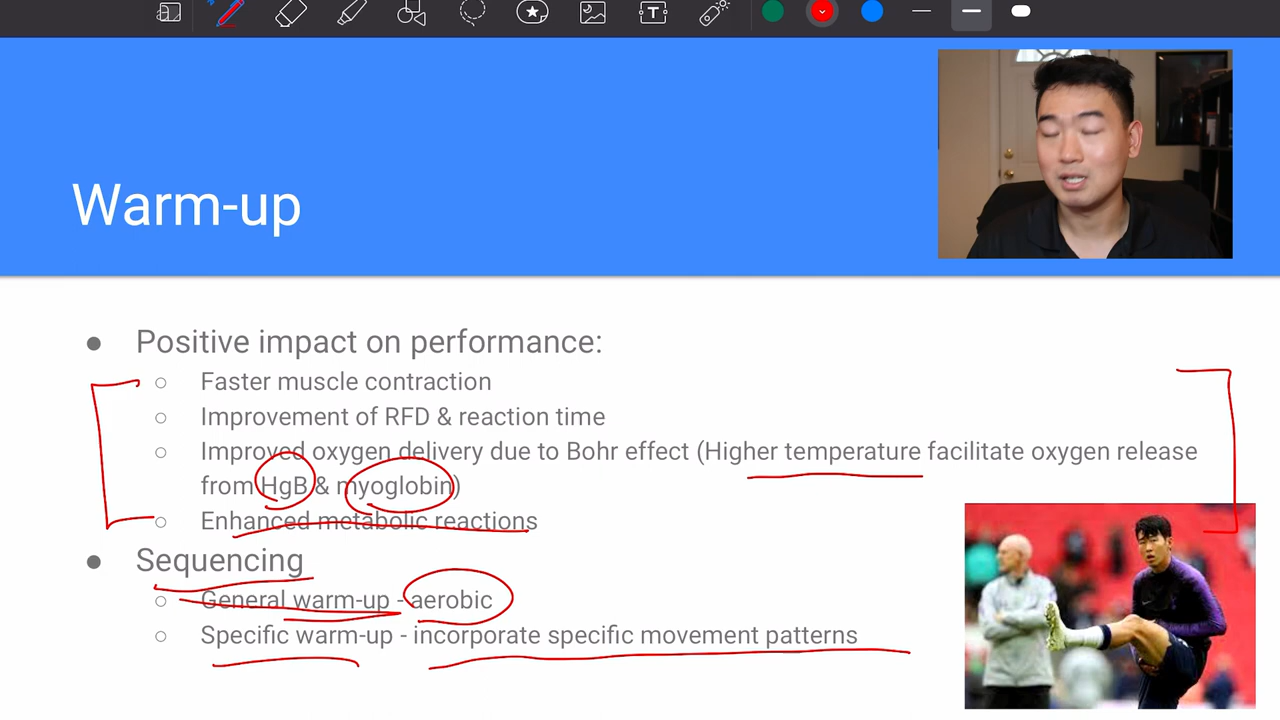 Warm-up
● Positive impact on performance:
○ Faster muscle contraction
○ Improvement of RFD & reaction time
○ Improved oxygen delivery due to Bohr effect (Higher temperature facilitate oxygen release
from HgB & myoglobin)
○ Enhanced metabolic reactions
● Sequencing
○ General warm-up - aerobic
○ Specific warm-up - incorporate specific movement patterns